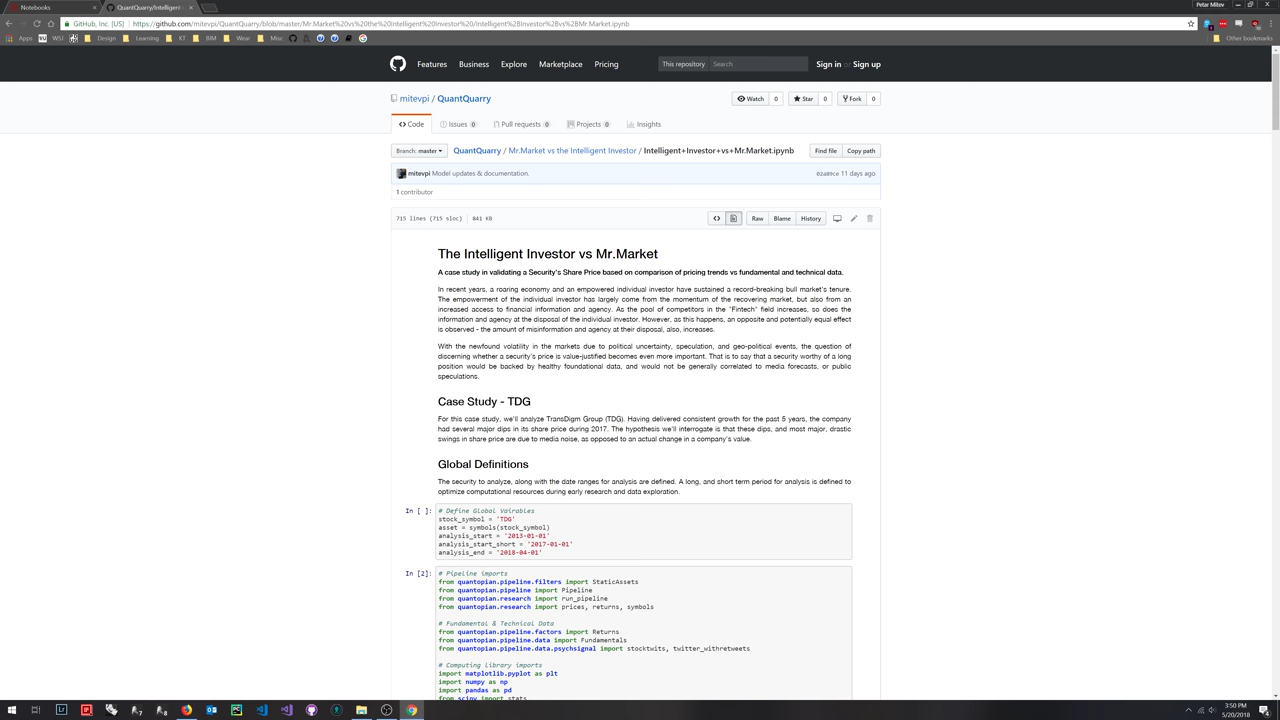 Notebooks
QuantQuarry/Intelligent
Petar Mitev
GitHub, Inc. [US]
https://github.com/mitevpi/QuantQuarry/blob/master/Mr.Market%20vs%20the%20Intelligent%20Investor%20/Intelligent%2BInvestor%2Bvs%2BMr.Market.ipynb
Apps WSJ Design Learning KT BIM Wear Misc Other bookmarks
Features Business Explore Marketplace Pricing This repository Search Sign in or Sign up
mitevpi / QuantQuarry Watch 0 Star 0 Fork 0
Code Issues 0 Pull requests 0 Projects 0 Insights
Branch: master QuantQuarry / Mr.Market vs the Intelligent Investor / Intelligent+Investor+vs+Mr.Market.ipynb Find file Copy path
mitevpi Model updates & documentation. 11 days ago
1 contributor
715 lines (715 sloc) 841 KB Raw Blame History
The Intelligent Investor vs Mr.Market
A case study in validating a Security's Share Price based on comparison of pricing trends vs fundamental and technical data.
In recent years, a roaring economy and an empowered individual investor have sustained a record-breaking bull market's tenure.
The empowerment of the individual investor has largely come from the momentum of the recovering market, but also from an
increased access to financial information and agency. As the pool of competitors in the "Fintech" field increases, so does the
information and agency at the disposal of the individual investor. However, as this happens, an opposite and potentially equal effect
is observed - the amount of misinformation and agency at their disposal, also, increases.
With the newfound volatility in the markets due to political uncertainty, speculation, and geo-political events, the question of
discerning whether a security's price is value-justified becomes even more important. That is to say that a security worthy of a long
position would be backed by healthy foundational data, and would not be generally correlated to media forecasts, or public
speculations.
Case Study - TDG
For this case study, we'll analyze TransDigm Group (TDG). Having delivered consistent growth for the past 5 years, the company
had several major dips in its share price during 2017. The hypothesis we'll interrogate is that these dips, and most major, drastic
swings in share price are due to media noise, as opposed to an actual change in a company's value.
Global Definitions
The security to analyze, along with the date ranges for analysis are defined. A long, and short term period for analysis is defined to
optimize computational resources during early research and data exploration.
In [ ]: # Define Global Vairables
stock_symbol = 'TDG'
asset = symbols(stock_symbol)
analysis_start = '2013-01-01'
analysis_start_short = '2017-01-01'
analysis_end = '2018-04-01'
In [2]: # Pipeline imports
from quantopian.pipeline.filters import StaticAssets
from quantopian.pipeline import Pipeline
from quantopian.research import run_pipeline
from quantopian.research import prices, returns, symbols
# Fundamental & Technical Data
from quantopian.pipeline.factors import Returns
from quantopian.pipeline.data import Fundamentals
from quantopian.pipeline.data.psychsignal import stocktwits, twitter_withretweets
# Computing library imports
import matplotlib.pyplot as plt
import numpy as np
import pandas as pd
from scipy import stats
3:50 PM
5/20/2018